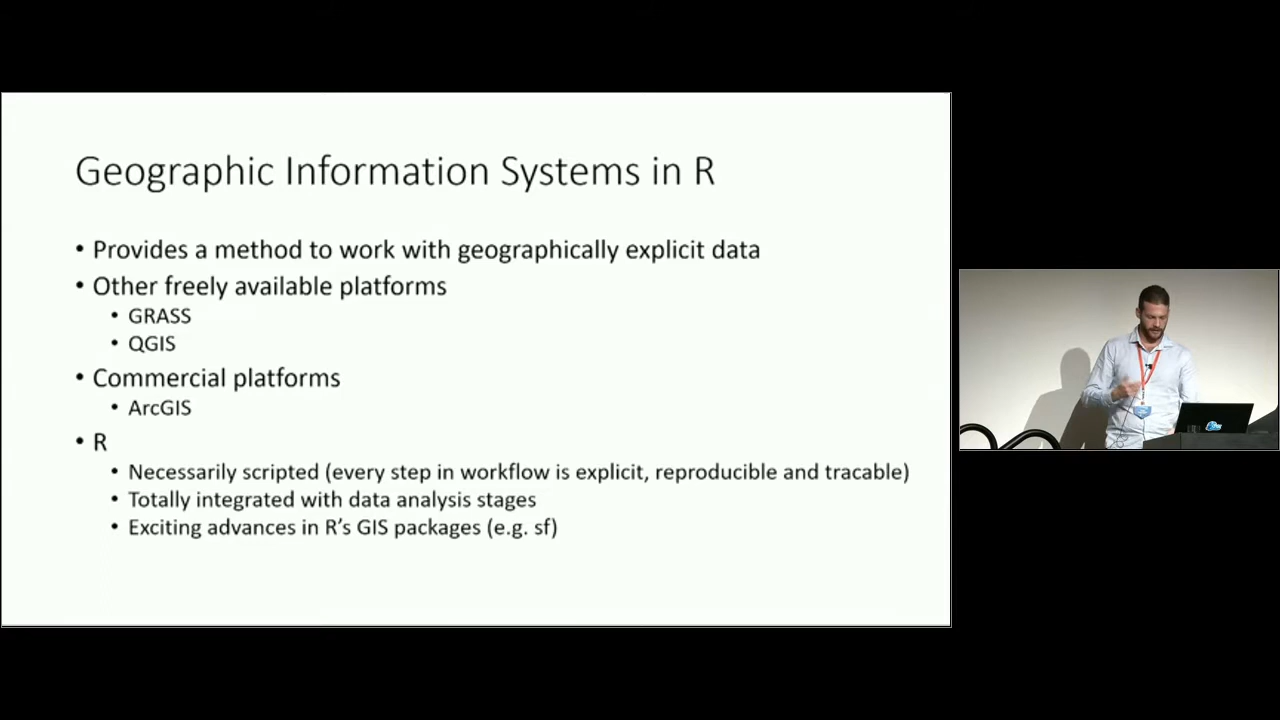 Geographic Information Systems in R
• Provides a method to work with geographically explicit data
• Other freely available platforms
• GRASS
• QGIS
• Commercial platforms
• ArcGIS
• R
• Necessarily scripted (every step in workflow is explicit, reproducible and tracable)
• Totally integrated with data analysis stages
• Exciting advances in R's GIS packages (e.g. sf)